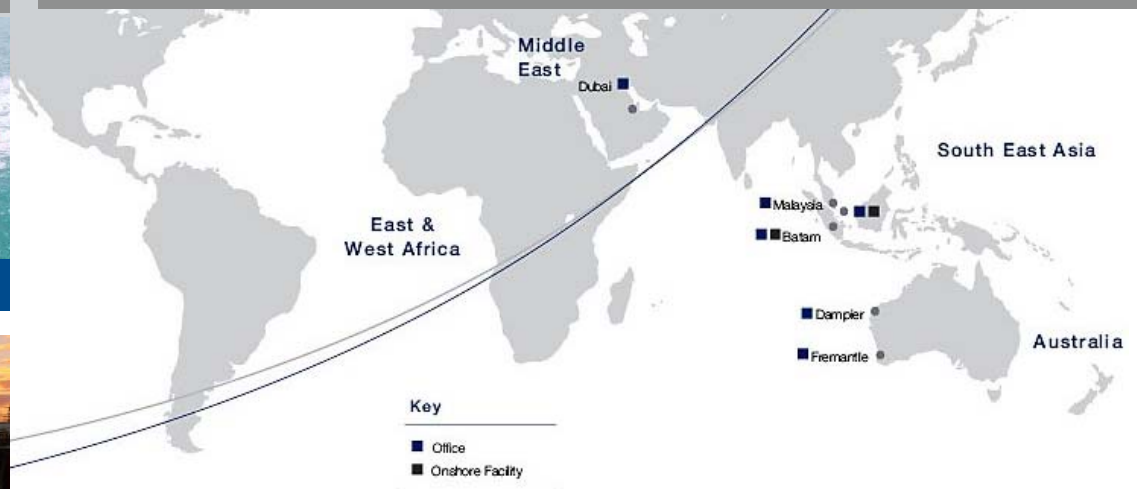 Middle
East
Dubai
South East Asia
Malaysia
East &
West Africa
Batam
Dampier
Australia
Fremantle
Key
Office
Onshore Facility